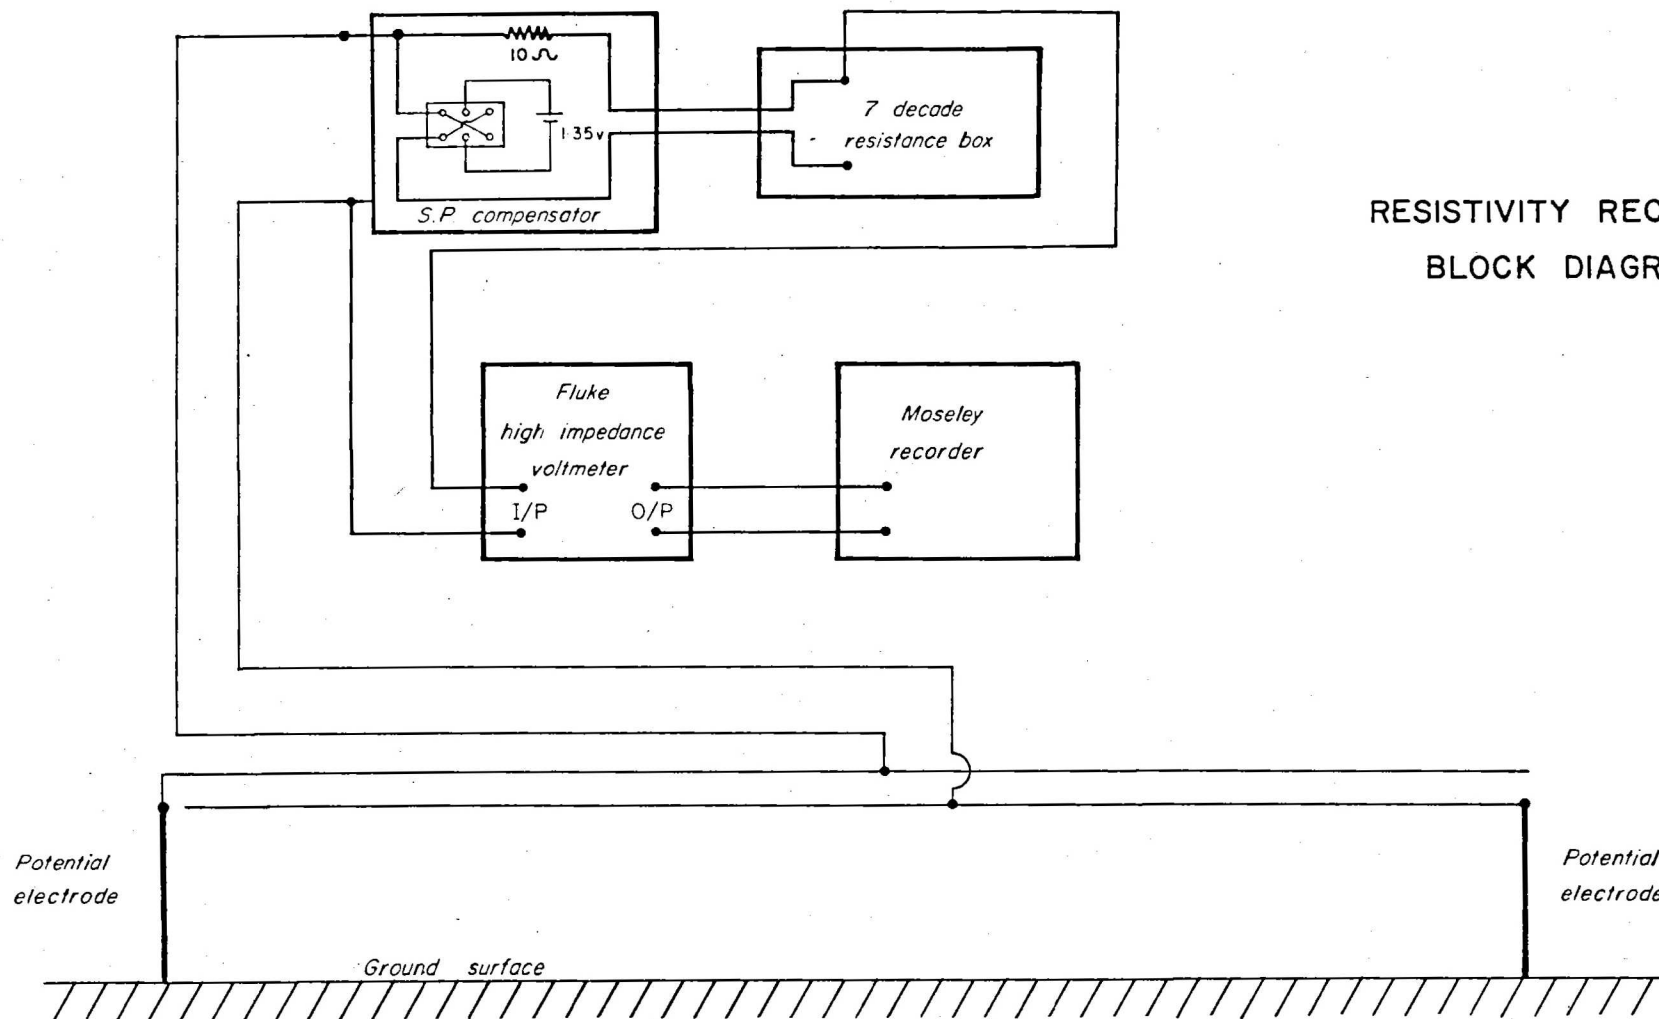 10 Ω
1·35v
S.P. compensator
7 decade
resistance box
RESISTIVITY REC
BLOCK DIAGR
Fluke
high impedance
voltmeter
I/P
O/P
Moseley
recorder
Potential
electrode
Potential
electrode
Ground surface